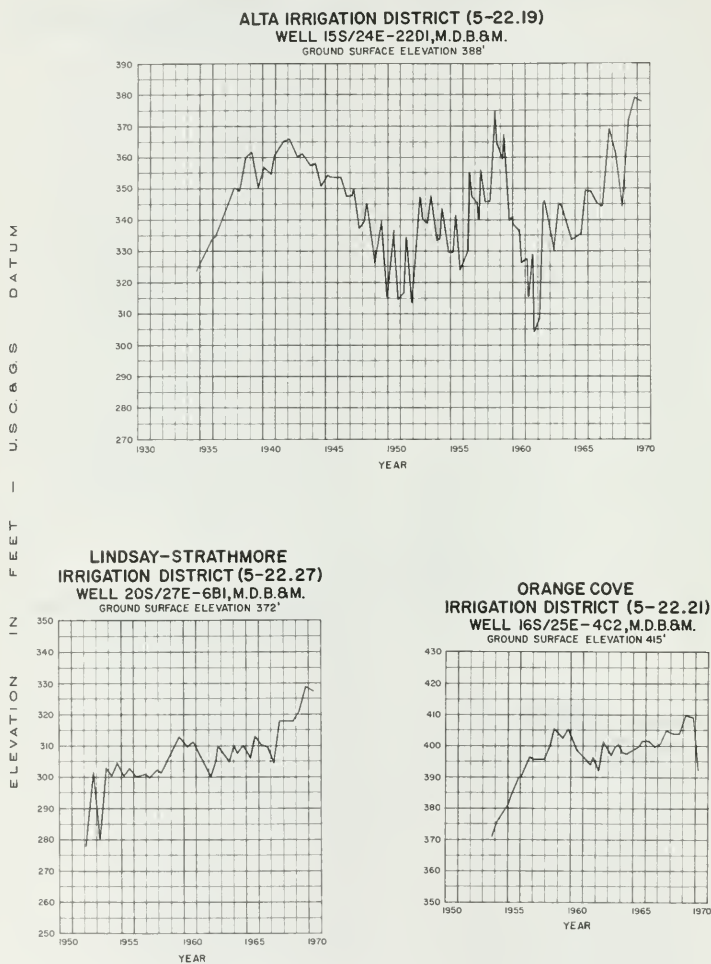 ALTA IRRIGATION DISTRICT (5-22.19)
WELL 15S/24E-22D1, M.D.B.&M.
GROUND SURFACE ELEVATION 388'
390
380
370
360
350
340
330
320
310
300
290
280
270
1930 1935 1940 1945 1950 1955 1960 1965 1970
YEAR
ELEVATION IN FEET — U.S.C.&G.S DATUM
LINDSAY-STRATHMORE
IRRIGATION DISTRICT (5-22.27)
WELL 20S/27E-6B1, M.D.B.&M.
GROUND SURFACE ELEVATION 372'
350
340
330
320
310
300
290
280
270
260
250
1950 1955 1960 1965 1970
YEAR
ORANGE COVE
IRRIGATION DISTRICT (5-22.21)
WELL 16S/25E-4C2, M.D.B.&M.
GROUND SURFACE ELEVATION 415'
430
420
410
400
390
380
370
360
350
1950 1955 1960 1965 1970
YEAR